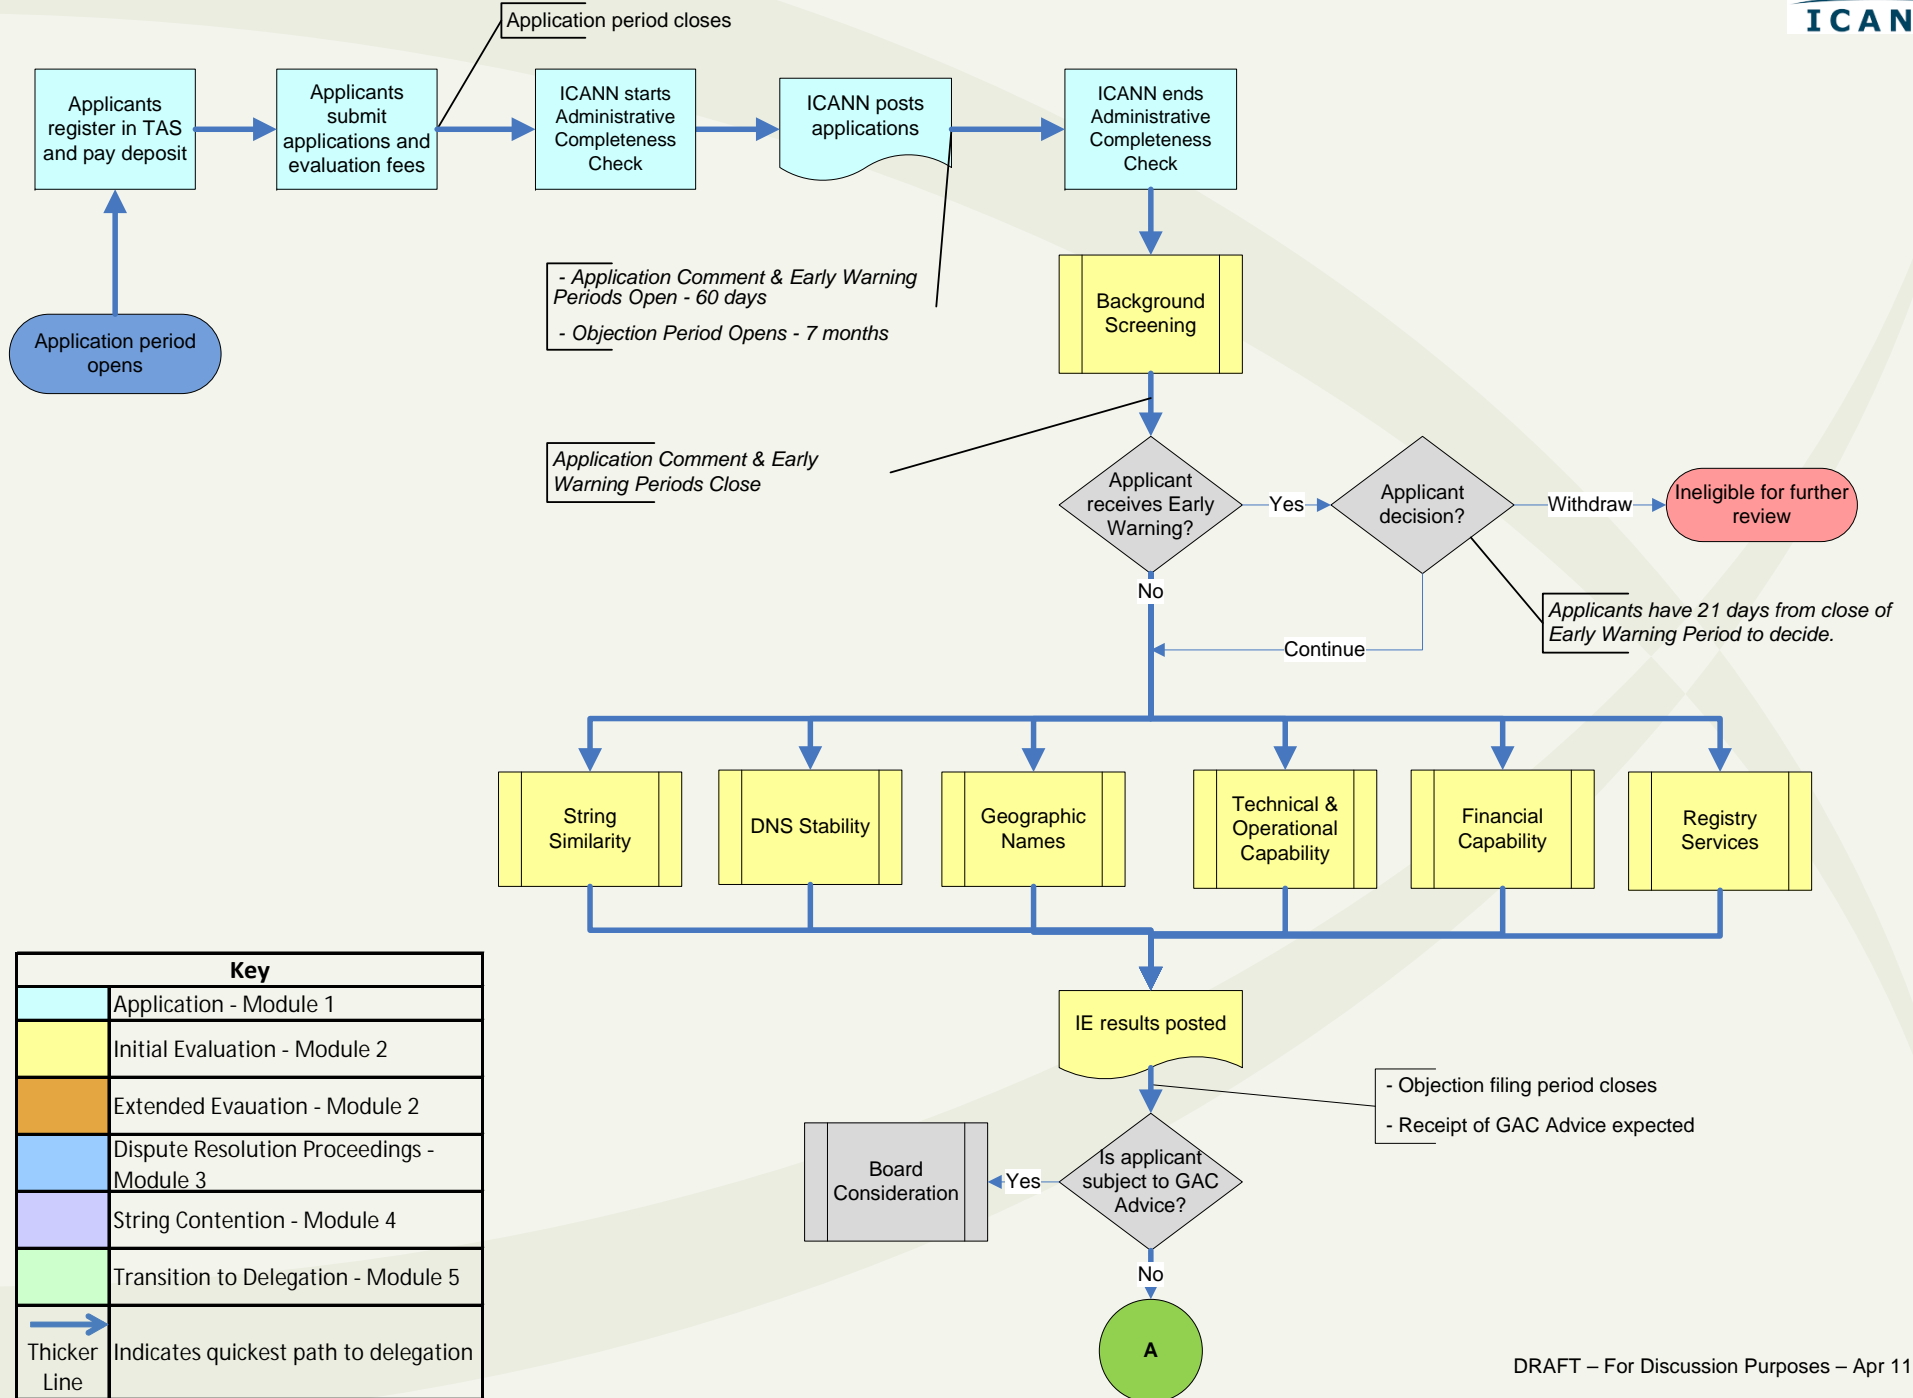 Application period closes
ICAN
Applicants
register in TAS
and pay deposit
Applicants
submit
applications and
evaluation fees
ICANN starts
Administrative
Completeness
Check
ICANN posts
applications
ICANN ends
Administrative
Completeness
Check
- Application Comment & Early Warning
Periods Open - 60 days
- Objection Period Opens - 7 months
Background
Screening
Application period
opens
Application Comment & Early
Warning Periods Close
Applicant
receives Early
Warning?
Yes
Applicant
decision?
Withdraw
Ineligible for further
review
No
Applicants have 21 days from close of
Early Warning Period to decide.
Continue
String
Similarity
DNS Stability
Geographic
Names
Technical &
Operational
Capability
Financial
Capability
Registry
Services
IE results posted
- Objection filing period closes
- Receipt of GAC Advice expected
Board
Consideration
Yes
Is applicant
subject to GAC
Advice?
No
A
Key
Application - Module 1
Initial Evaluation - Module 2
Extended Evauation - Module 2
Dispute Resolution Proceedings -
Module 3
String Contention - Module 4
Transition to Delegation - Module 5
Thicker
Line
Indicates quickest path to delegation
DRAFT – For Discussion Purposes – Apr 11